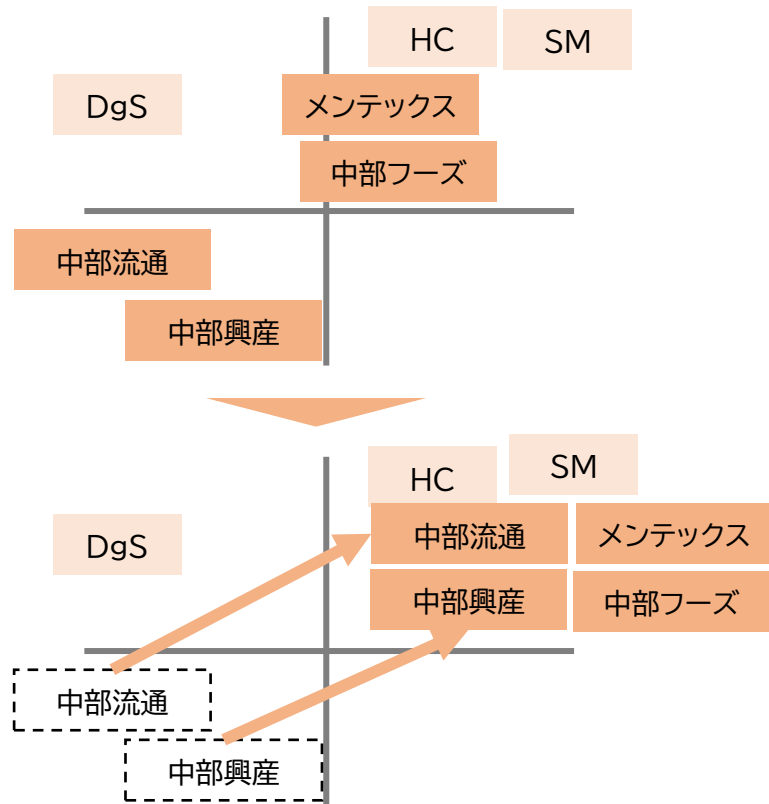 HC
SM
DgS
メンテックス
中部フーズ
中部流通
中部興産
SM
HC
DgS
中部流通
メンテックス
中部興産
中部フーズ
中部流通
中部興産